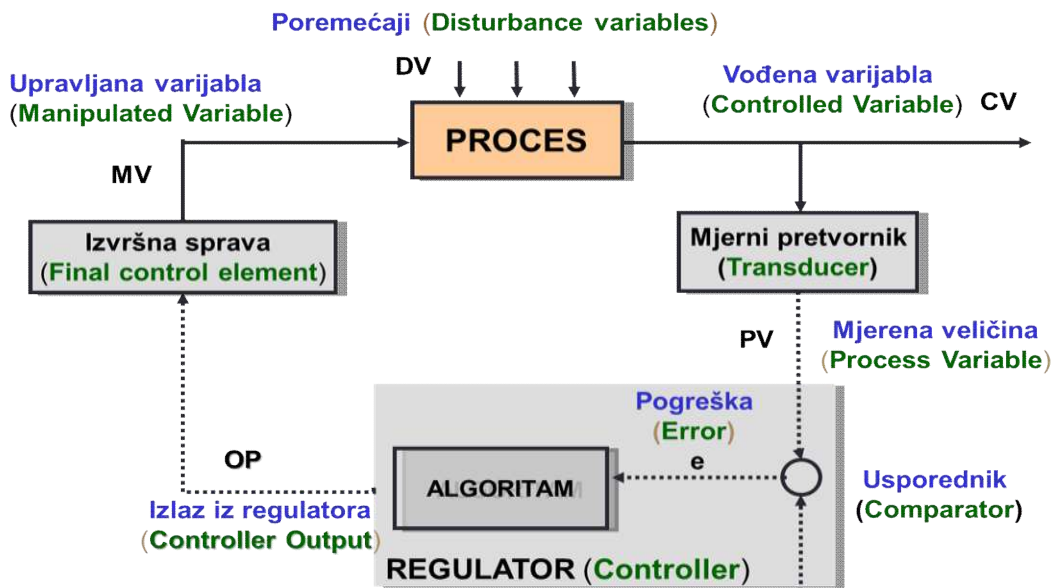 Poremećaji (Disturbance variables)
DV
Upravljana varijabla
(Manipulated Variable)
Vođena varijabla
(Controlled Variable)
CV
PROCES
MV
Izvršna sprava
(Final control element)
Mjerni pretvornik
(Transducer)
PV
Mjerena veličina
(Process Variable)
Pogreška
(Error)
e
OP
ALGORITAM
Usporednik
(Comparator)
Izlaz iz regulatora
(Controller Output)
REGULATOR (Controller)